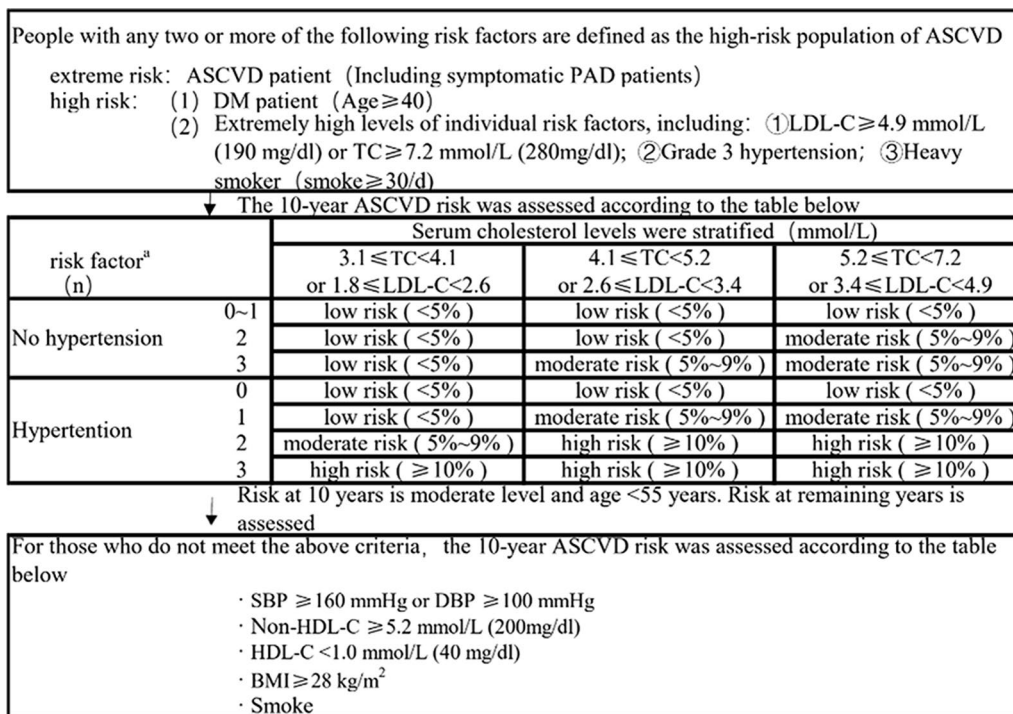 People with any two or more of the following risk factors are defined as the high-risk population of ASCVD
extreme risk: ASCVD patient (Including symptomatic PAD patients)
high risk: (1) DM patient (Age≥40)
(2) Extremely high levels of individual risk factors, including: ①LDL-C≥4.9 mmol/L
(190 mg/dl) or TC≥7.2 mmol/L (280mg/dl); ②Grade 3 hypertension; ③Heavy
smoker (smoke≥30/d)
The 10-year ASCVD risk was assessed according to the table below
risk factorᵃ
(n)
Serum cholesterol levels were stratified (mmol/L)
3.1≤TC<4.1
or 1.8≤LDL-C<2.6
4.1≤TC<5.2
or 2.6≤LDL-C<3.4
5.2≤TC<7.2
or 3.4≤LDL-C<4.9
No hypertension
0~1 low risk ( <5% ) low risk ( <5% ) low risk ( <5% )
2 low risk ( <5% ) low risk ( <5% ) moderate risk ( 5%~9% )
3 low risk ( <5% ) moderate risk ( 5%~9% ) moderate risk ( 5%~9% )
Hypertention
0 low risk ( <5% ) low risk ( <5% ) low risk ( <5% )
1 low risk ( <5% ) moderate risk ( 5%~9% ) moderate risk ( 5%~9% )
2 moderate risk ( 5%~9% ) high risk ( ≥10% ) high risk ( ≥10% )
3 high risk ( ≥10% ) high risk ( ≥10% ) high risk ( ≥10% )
Risk at 10 years is moderate level and age <55 years. Risk at remaining years is
assessed
For those who do not meet the above criteria, the 10-year ASCVD risk was assessed according to the table
below
· SBP ≥160 mmHg or DBP ≥100 mmHg
· Non-HDL-C ≥5.2 mmol/L (200mg/dl)
· HDL-C <1.0 mmol/L (40 mg/dl)
· BMI≥28 kg/m²
· Smoke